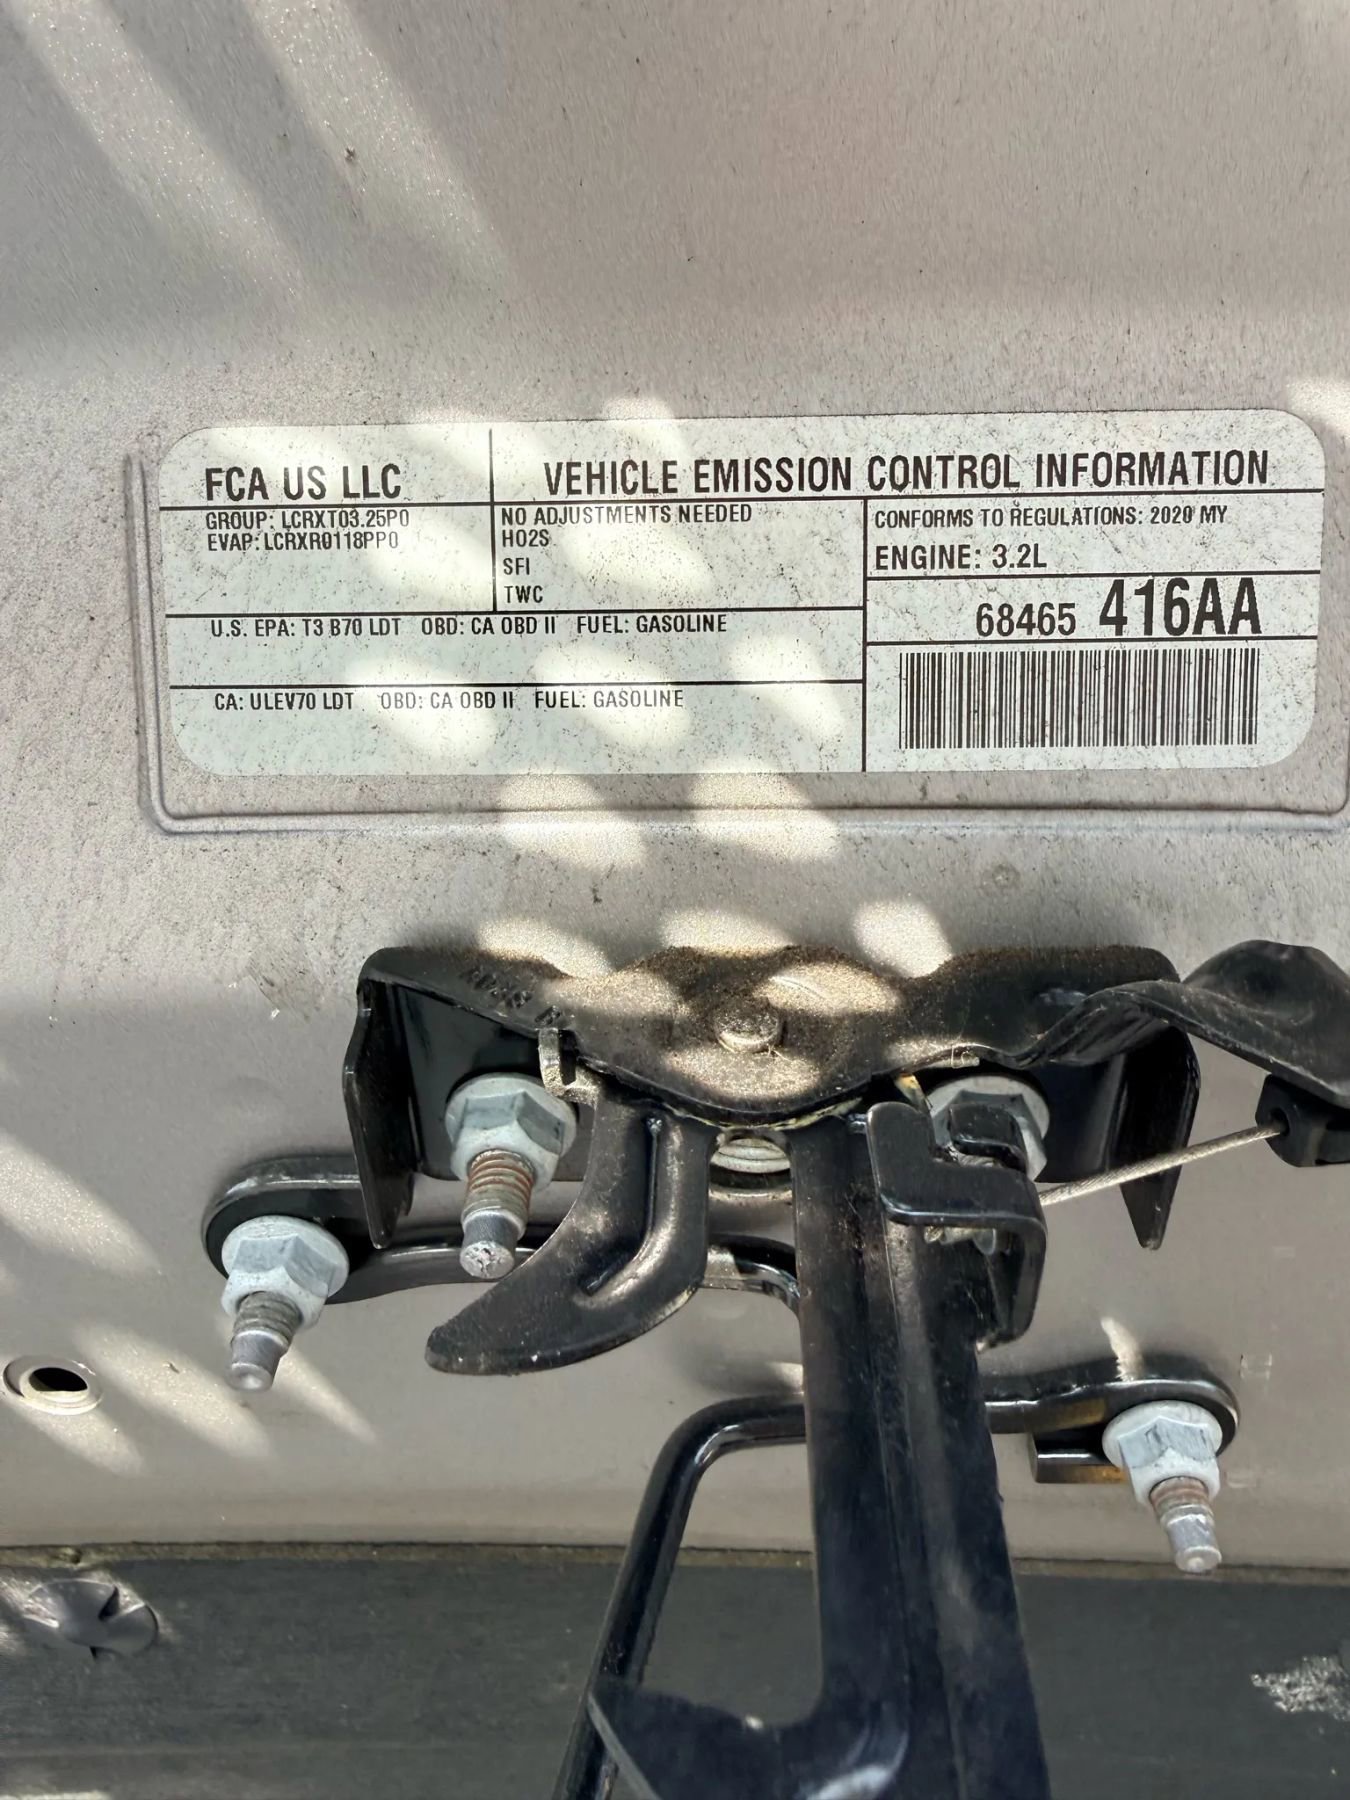 FCA US LLC
VEHICLE EMISSION CONTROL INFORMATION
GROUP: LCRXT03.25P0
EVAP: LCRXR0118PP0
NO ADJUSTMENTS NEEDED
HO2S
SFI
TWC
CONFORMS TO REGULATIONS: 2020 MY
ENGINE: 3.2L
68465 416AA
U.S. EPA: T3 B70 LDT OBD: CA OBD II FUEL: GASOLINE
CA: ULEV70 LDT OBD: CA OBD II FUEL: GASOLINE